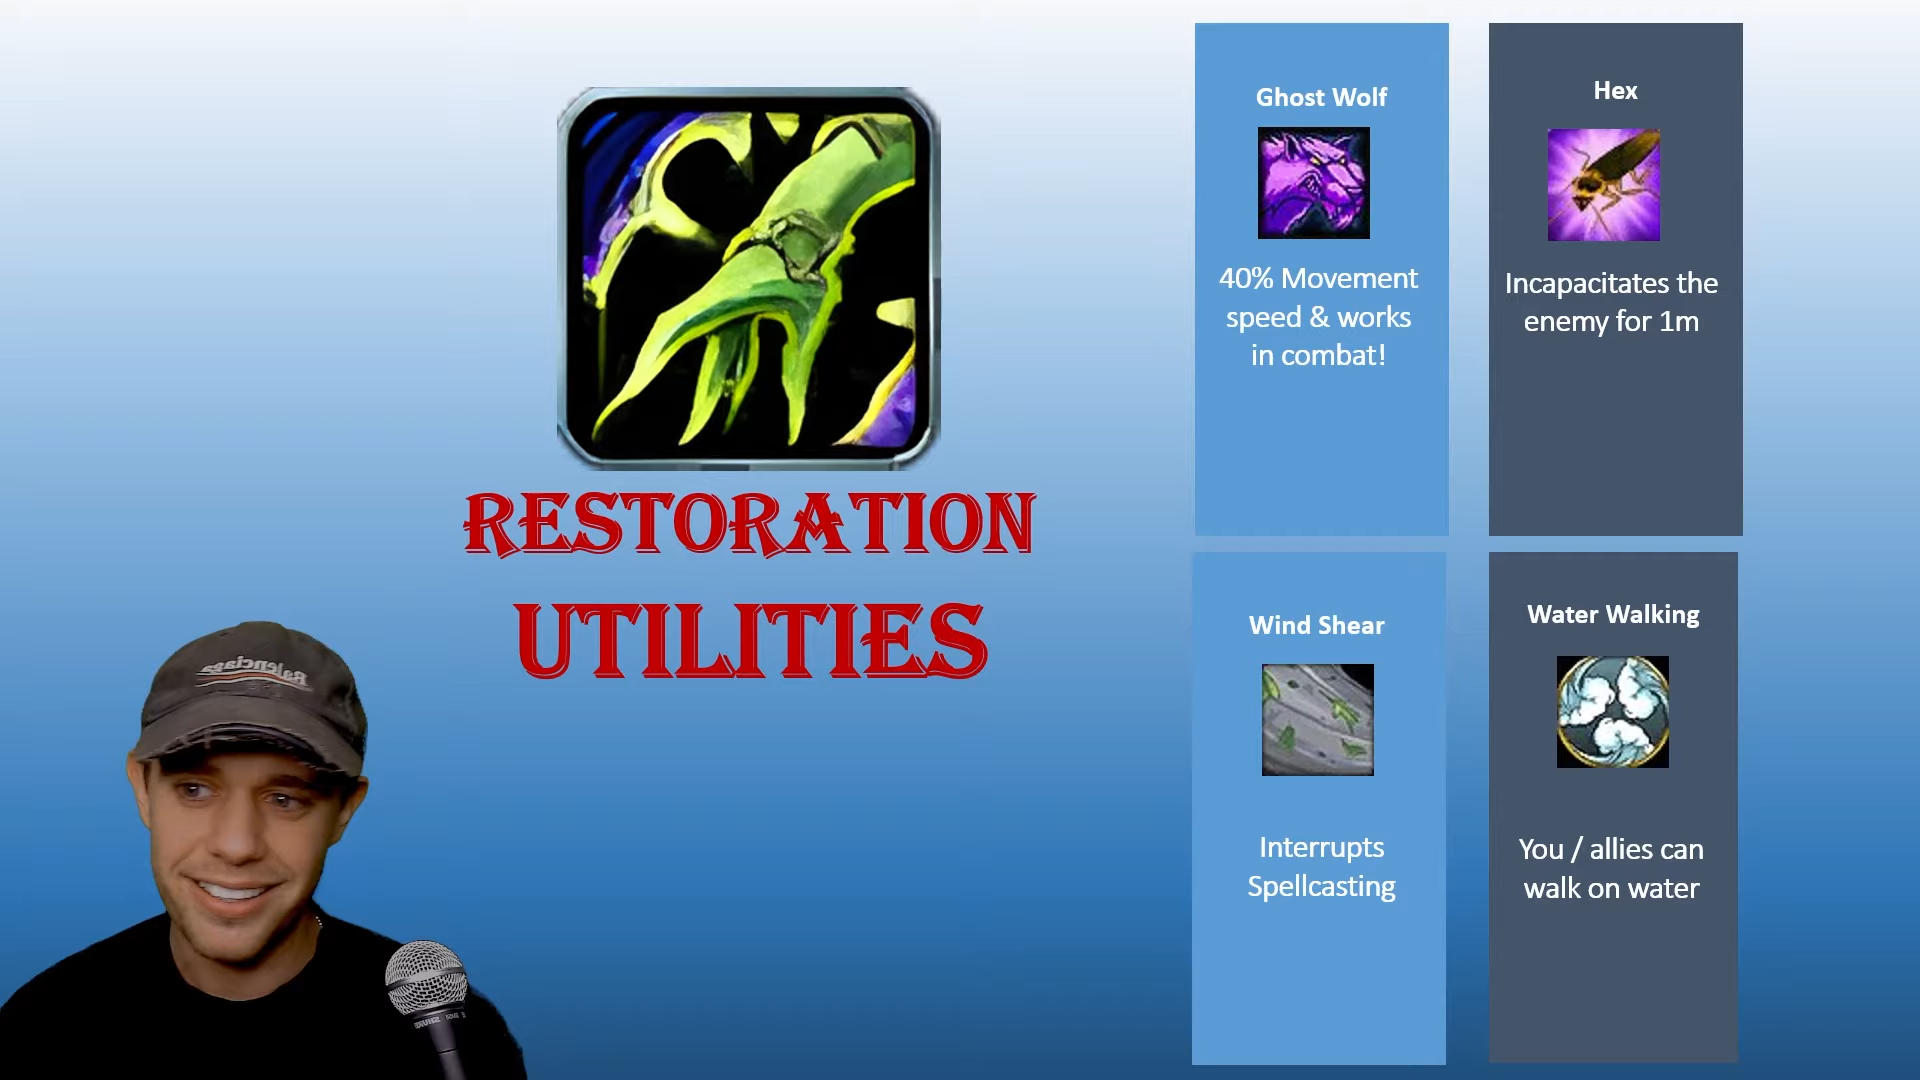 RESTORATION
UTILITIES
Ghost Wolf
40% Movement
speed & works
in combat!
Hex
Incapacitates the
enemy for 1m
Wind Shear
Interrupts
Spellcasting
Water Walking
You / allies can
walk on water
Balenciaga